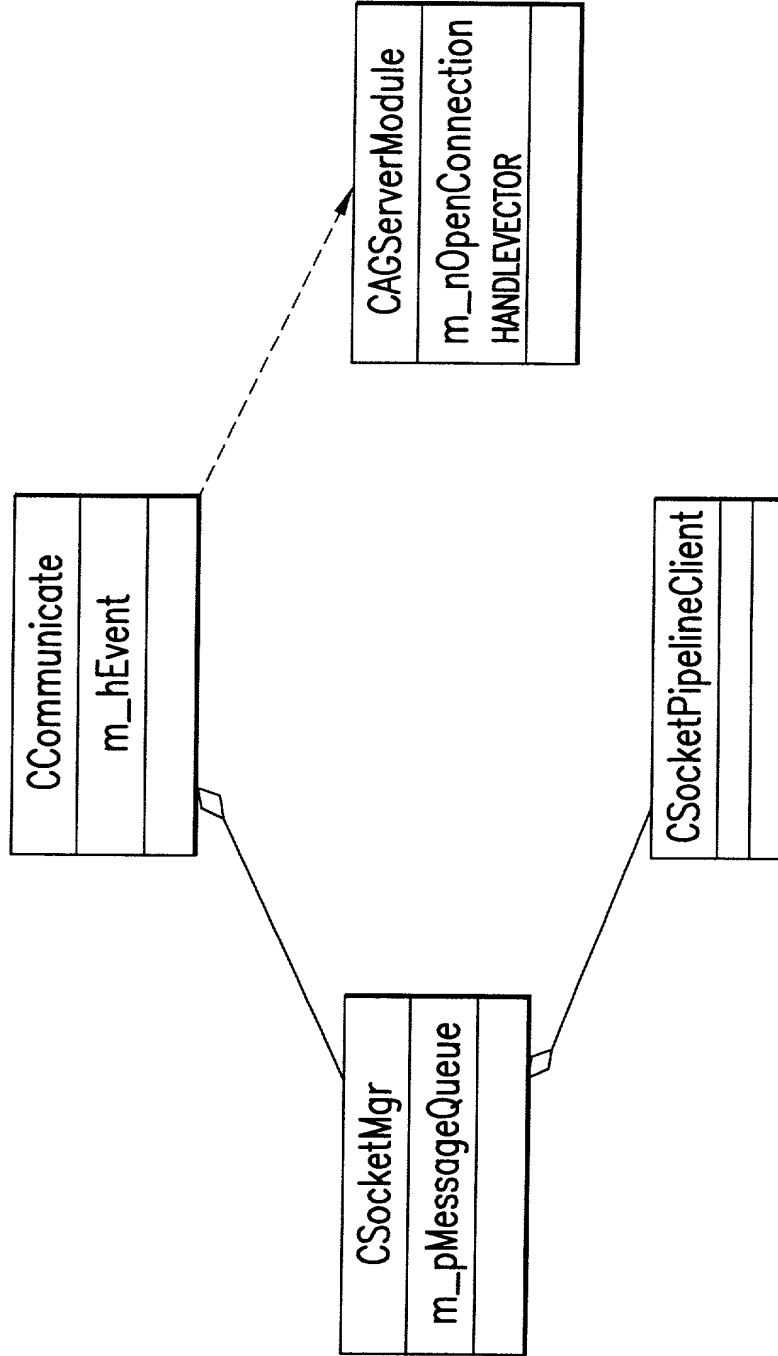 CCommunicate
m_hEvent
CAGServerModule
m_nOpenConnection
HANDLEVECTOR
CSocketMgr
m_pMessageQueue
CSocketPipelineClient